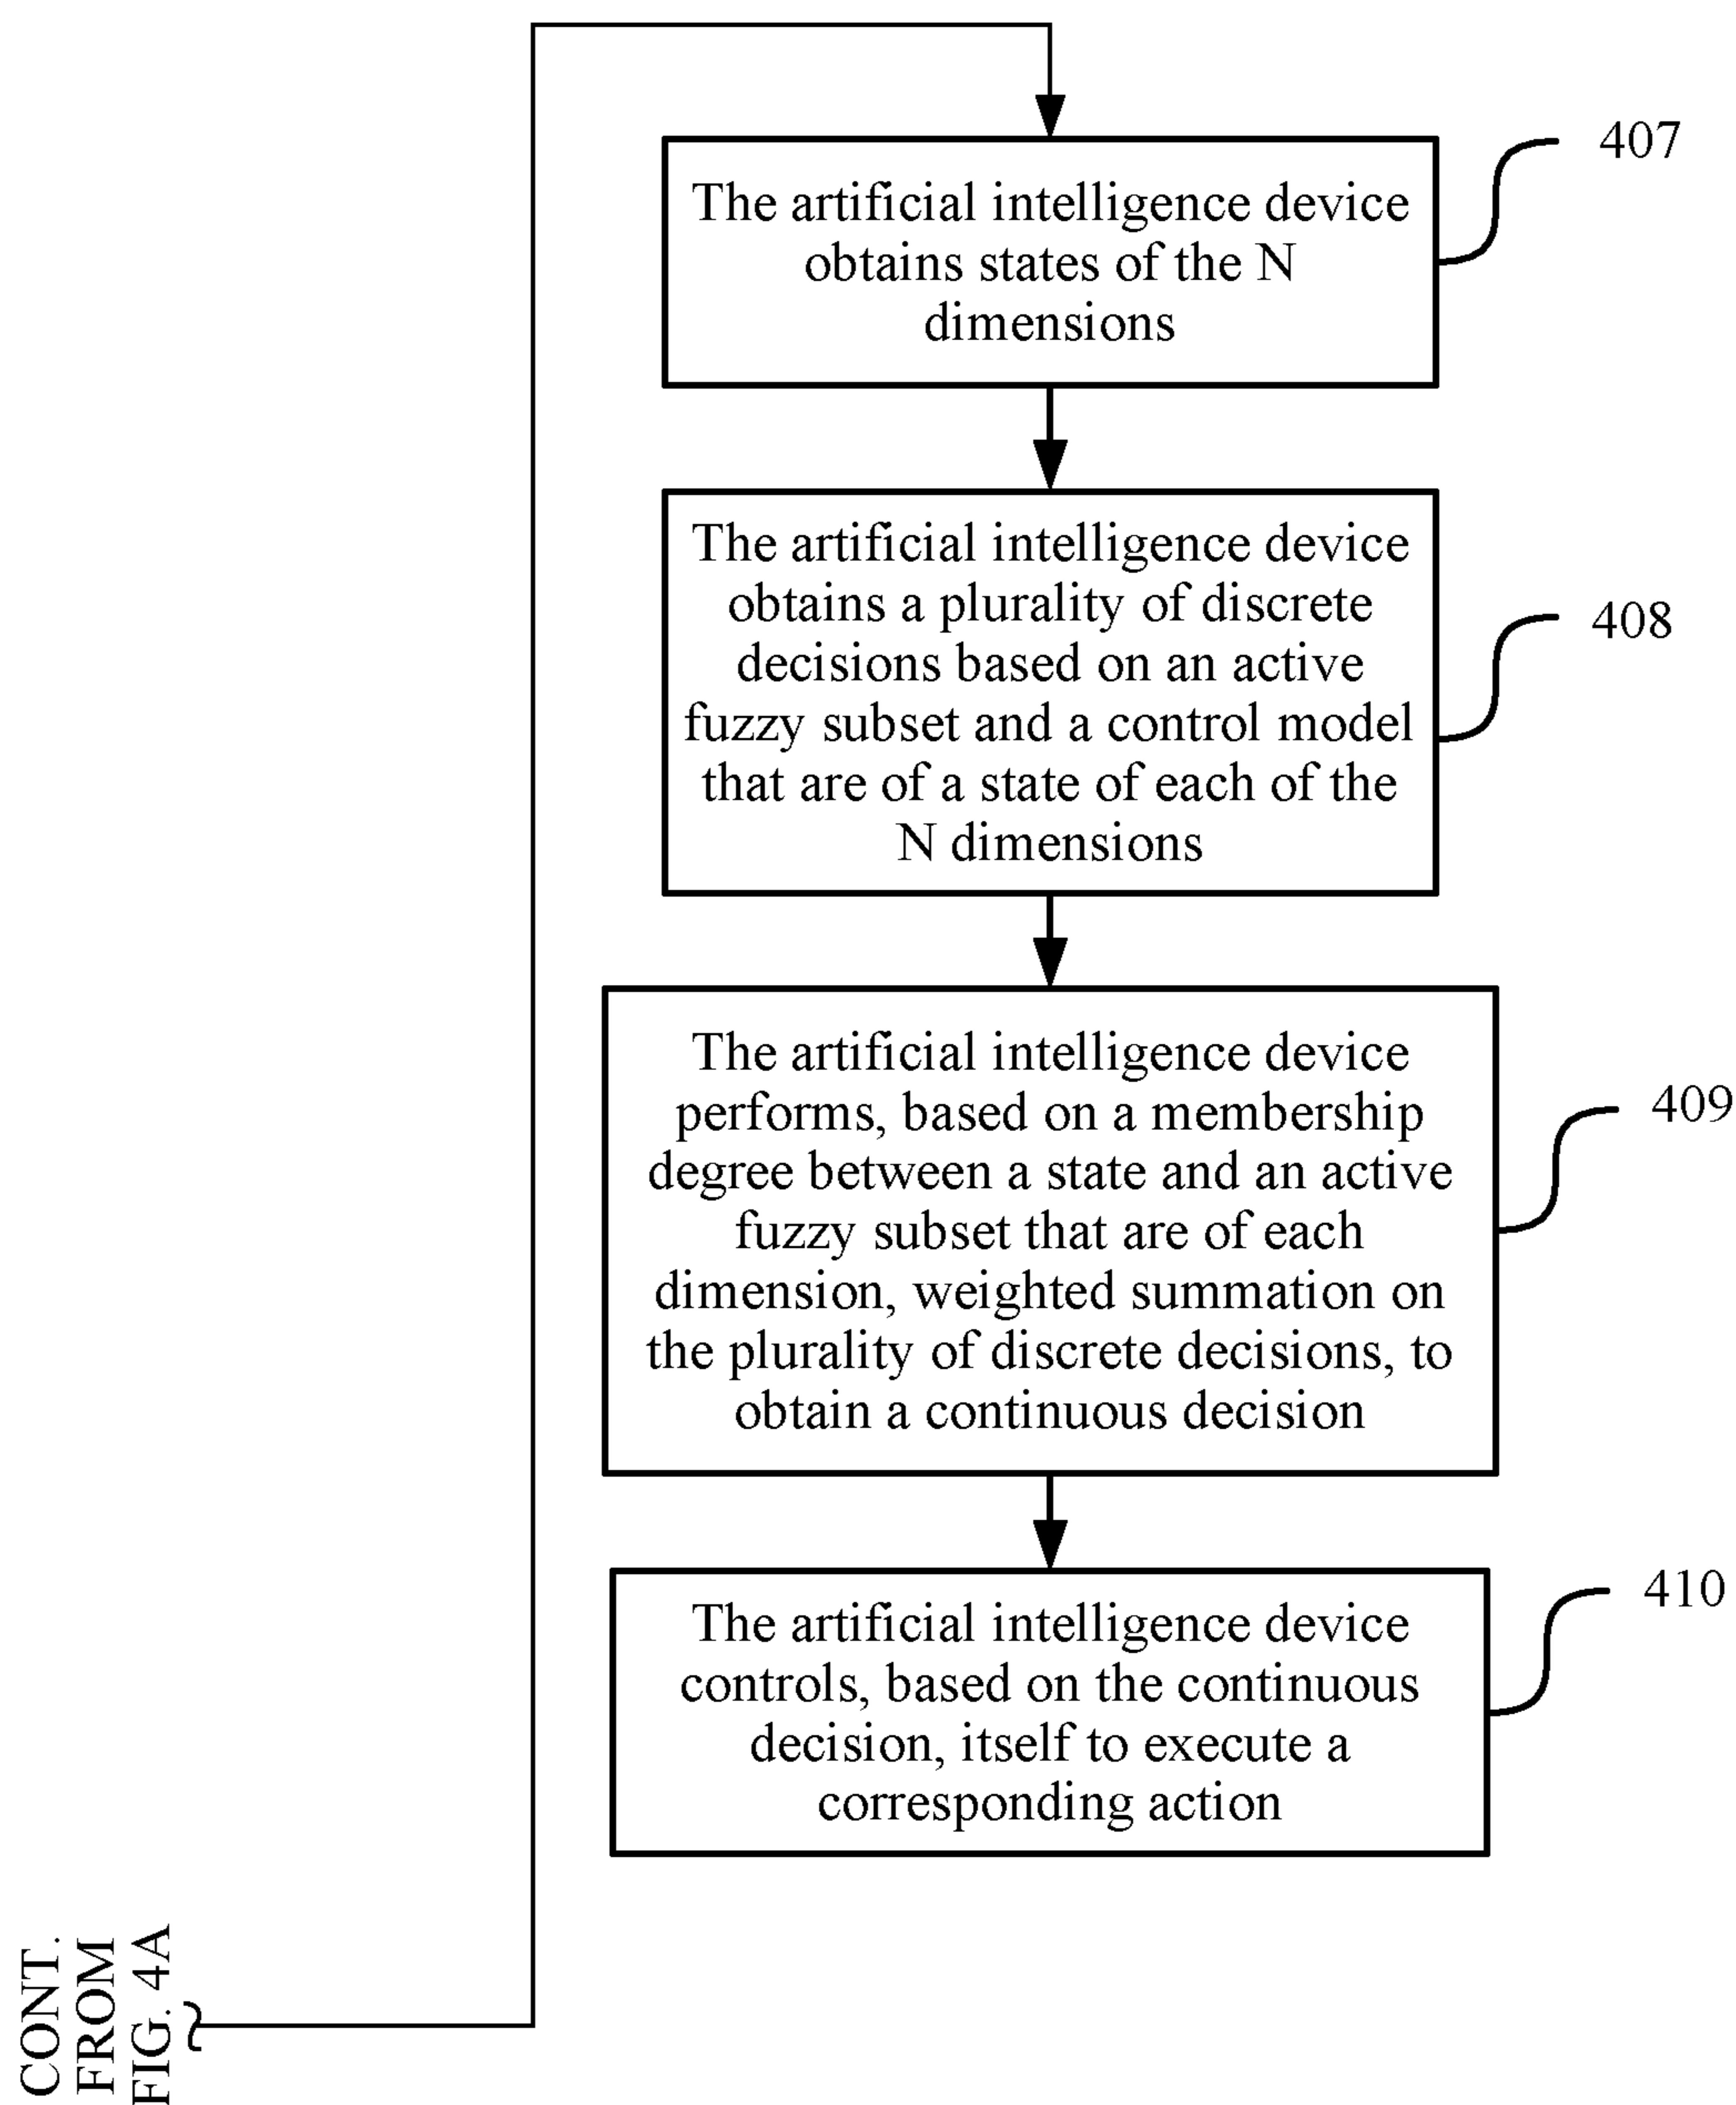 407
The artificial intelligence device
obtains states of the N
dimensions
The artificial intelligence device
obtains a plurality of discrete
decisions based on an active
fuzzy subset and a control model
that are of a state of each of the
N dimensions
408
The artificial intelligence device
performs, based on a membership
degree between a state and an active
fuzzy subset that are of each
dimension, weighted summation on
the plurality of discrete decisions, to
obtain a continuous decision
409
The artificial intelligence device
controls, based on the continuous
decision, itself to execute a
corresponding action
410
CONT.
FROM
FIG. 4A